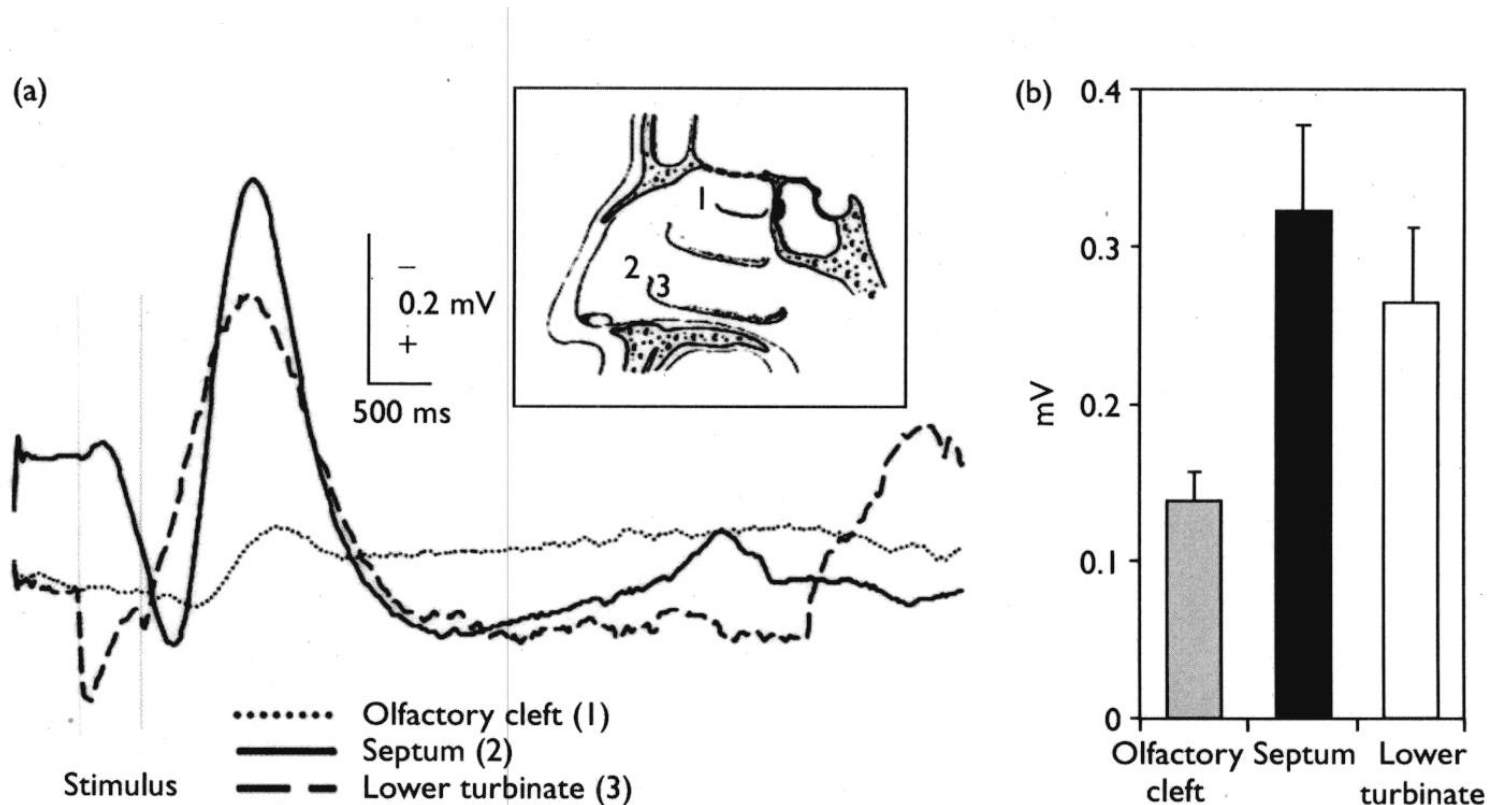 (a)
−
0.2 mV
+
500 ms
1
2
3
Olfactory cleft (1)
Septum (2)
Lower turbinate (3)
Stimulus
(b)
0.4
0.3
0.2
0.1
0
mV
Olfactory
cleft
Septum
Lower
turbinate